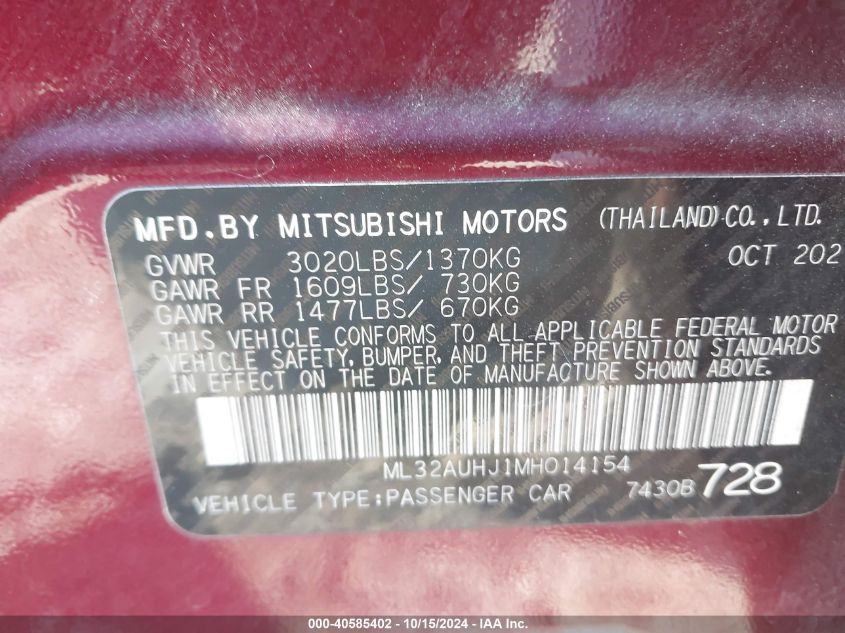 MFD.BY MITSUBISHI MOTORS (THAILAND) CO.,LTD.
GVWR 3020LBS/1370KG OCT 202
GAWR FR 1609LBS/ 730KG
GAWR RR 1477LBS/ 670KG
THIS VEHICLE CONFORMS TO ALL APPLICABLE FEDERAL MOTOR
VEHICLE SAFETY, BUMPER, AND THEFT PREVENTION STANDARDS
IN EFFECT ON THE DATE OF MANUFACTURE SHOWN ABOVE.
ML32AUHJ1MH014154
VEHICLE TYPE:PASSENGER CAR 7430B 728
000-40585402 - 10/15/2024 - IAA Inc.